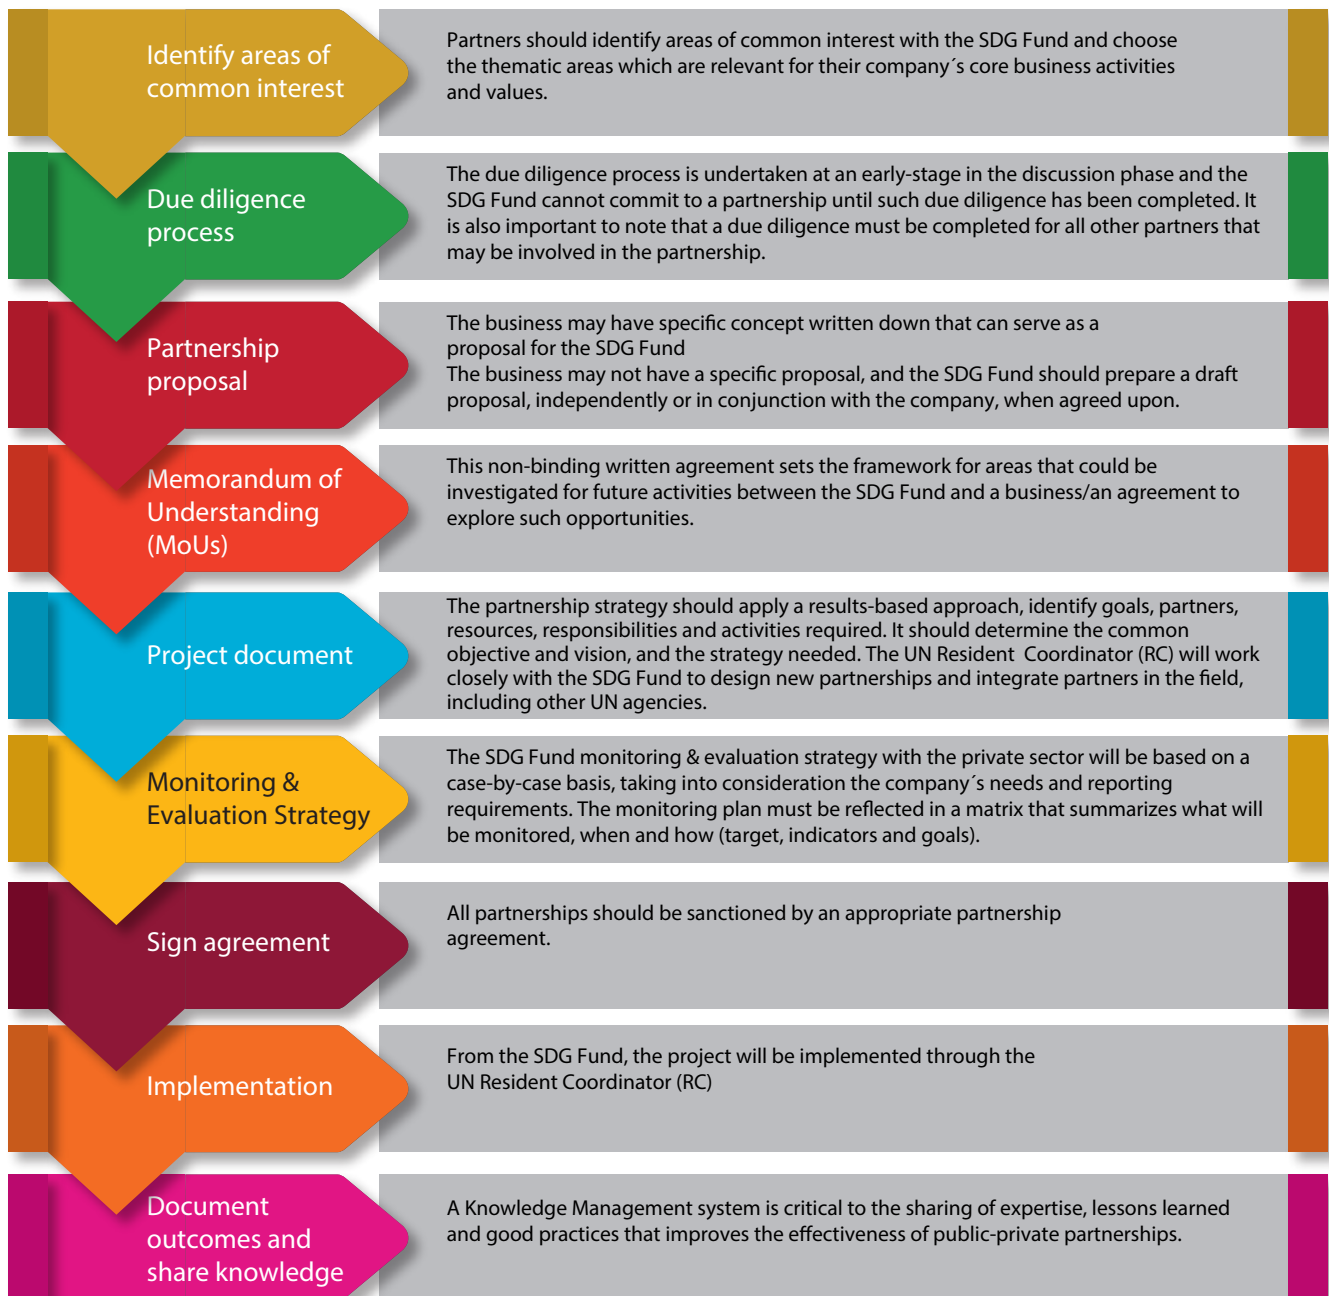 Identify areas of
common interest
Partners should identify areas of common interest with the SDG Fund and choose
the thematic areas which are relevant for their company´s core business activities
and values.
Due diligence
process
The due diligence process is undertaken at an early-stage in the discussion phase and the
SDG Fund cannot commit to a partnership until such due diligence has been completed. It
is also important to note that a due diligence must be completed for all other partners that
may be involved in the partnership.
Partnership
proposal
The business may have specific concept written down that can serve as a
proposal for the SDG Fund
The business may not have a specific proposal, and the SDG Fund should prepare a draft
proposal, independently or in conjunction with the company, when agreed upon.
Memorandum of
Understanding
(MoUs)
This non-binding written agreement sets the framework for areas that could be
investigated for future activities between the SDG Fund and a business/an agreement to
explore such opportunities.
Project document
The partnership strategy should apply a results-based approach, identify goals, partners,
resources, responsibilities and activities required. It should determine the common
objective and vision, and the strategy needed. The UN Resident Coordinator (RC) will work
closely with the SDG Fund to design new partnerships and integrate partners in the field,
including other UN agencies.
Monitoring &
Evaluation Strategy
The SDG Fund monitoring & evaluation strategy with the private sector will be based on a
case-by-case basis, taking into consideration the company´s needs and reporting
requirements. The monitoring plan must be reflected in a matrix that summarizes what will
be monitored, when and how (target, indicators and goals).
Sign agreement
All partnerships should be sanctioned by an appropriate partnership
agreement.
Implementation
From the SDG Fund, the project will be implemented through the
UN Resident Coordinator (RC)
Document
outcomes and
share knowledge
A Knowledge Management system is critical to the sharing of expertise, lessons learned
and good practices that improves the effectiveness of public-private partnerships.